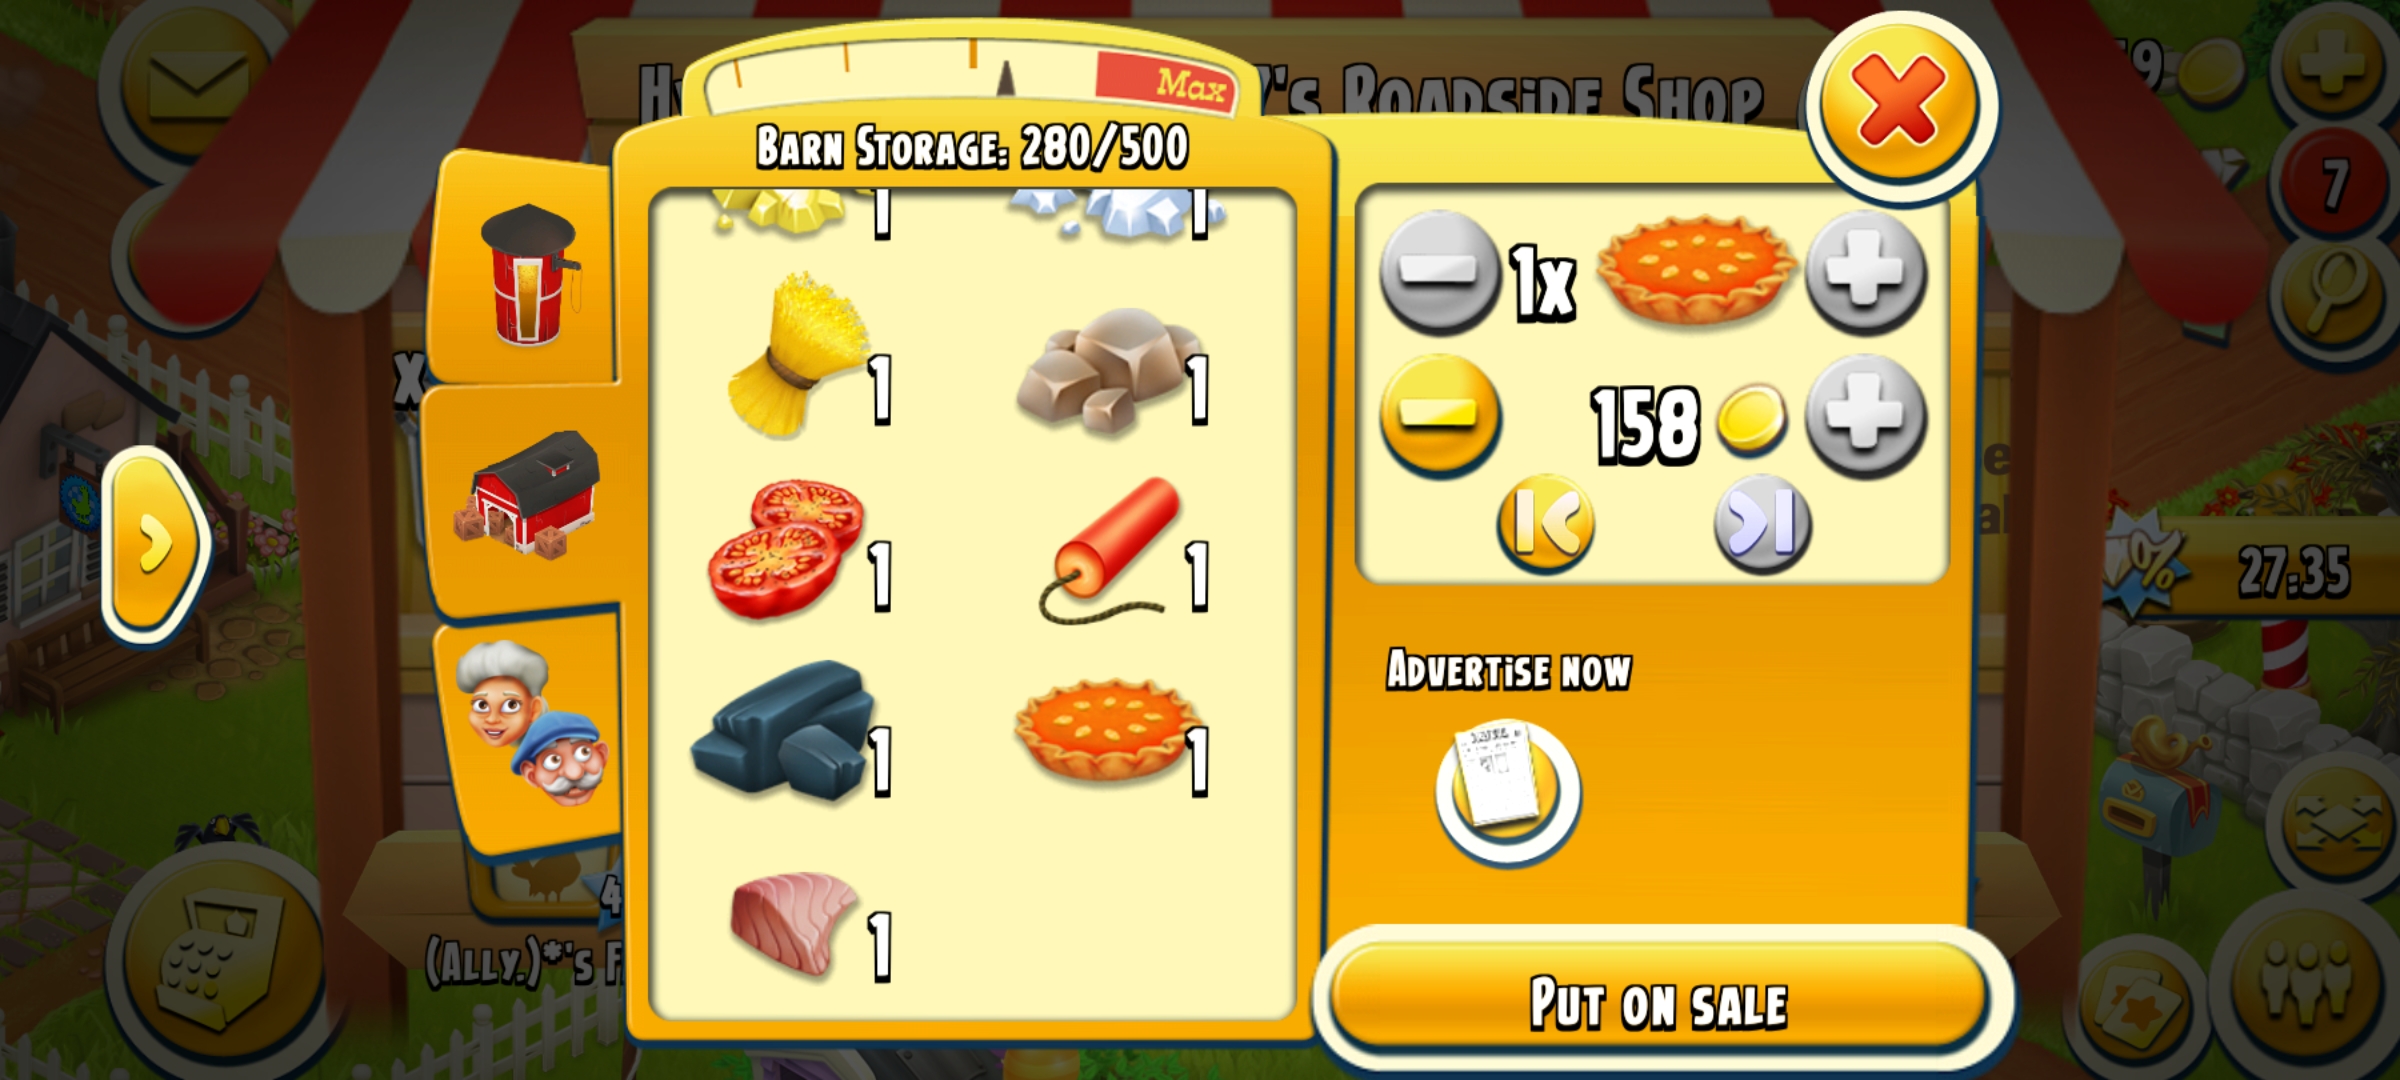 's Roadside Shop
Max
Barn Storage: 280/500
1
1
1x
1
1
158
7
1
1
27:35
1
1
Advertise now
1
(Ally.)*'s F
Put on sale